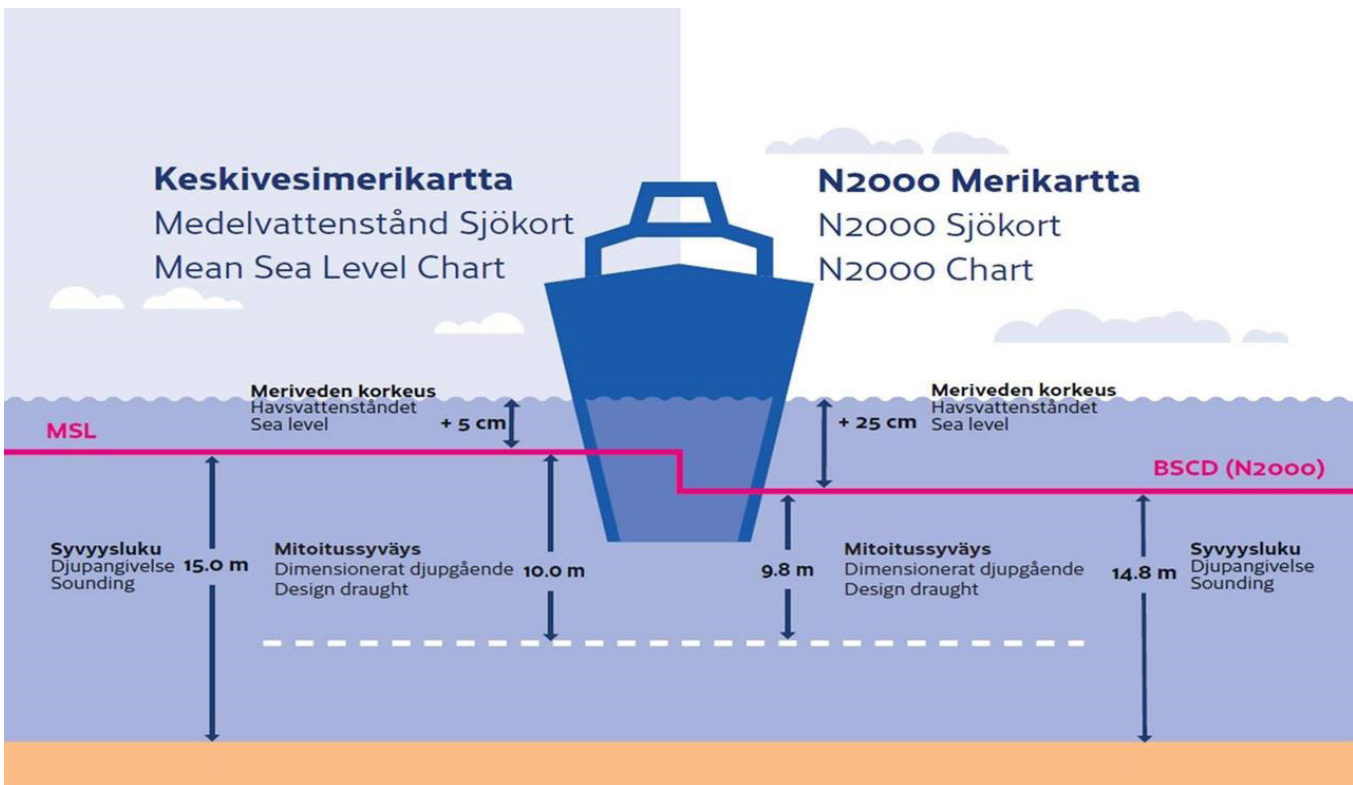 Keskivesimerikartta
Medelvattenstånd Sjökort
Mean Sea Level Chart
N2000 Merikartta
N2000 Sjökort
N2000 Chart
Meriveden korkeus
Havsvattenståndet
Sea level
+ 5 cm
+ 25 cm
Meriveden korkeus
Havsvattenståndet
Sea level
MSL
BSCD (N2000)
Syvyysluku
Djupangivelse
Sounding
15.0 m
Mitoitussyväys
Dimensionerat djupgående
Design draught
10.0 m
9.8 m
Mitoitussyväys
Dimensionerat djupgående
Design draught
14.8 m
Syvyysluku
Djupangivelse
Sounding